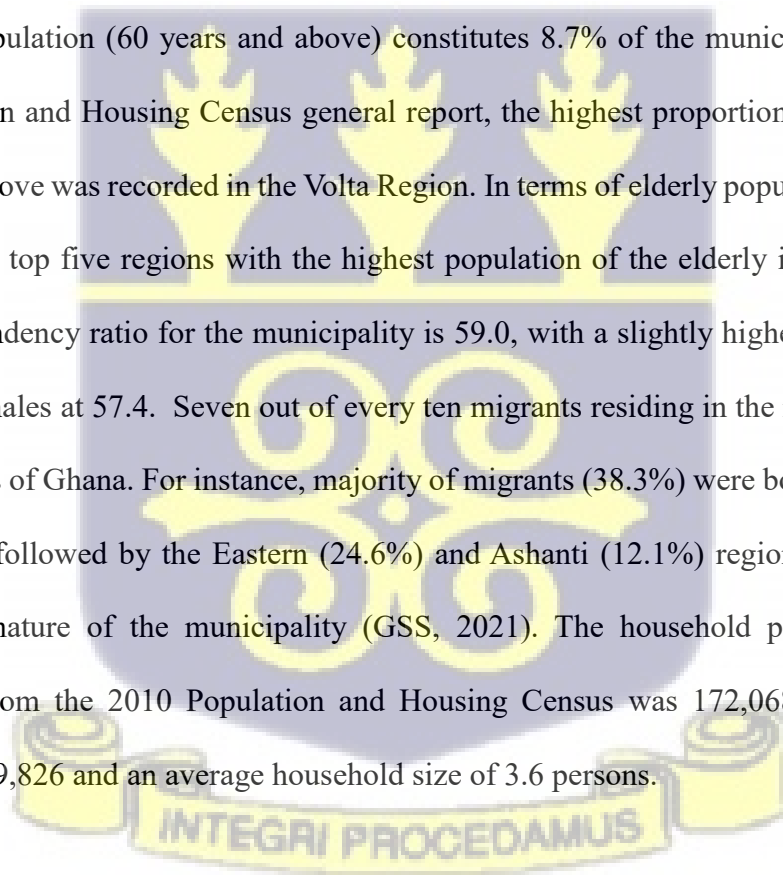 pulation (60 years and above) constitutes 8.7% of the munic
n and Housing Census general report, the highest proportion
ove was recorded in the Volta Region. In terms of elderly popu
top five regions with the highest population of the elderly i
ndency ratio for the municipality is 59.0, with a slightly highe
ales at 57.4. Seven out of every ten migrants residing in the
s of Ghana. For instance, majority of migrants (38.3%) were bo
followed by the Eastern (24.6%) and Ashanti (12.1%) region
nature of the municipality (GSS, 2021). The household p
om the 2010 Population and Housing Census was 172,068
9,826 and an average household size of 3.6 persons.
INTEGRI PROCEDAMUS